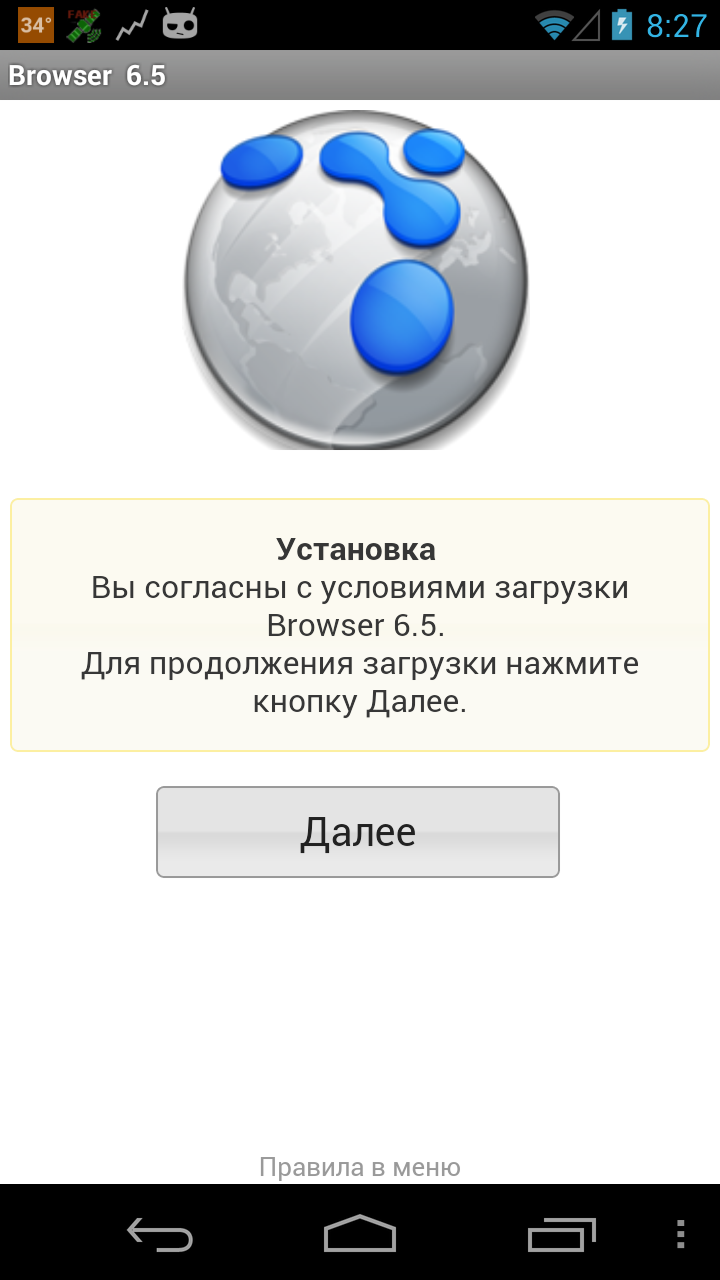 34°
FAKE
8:27
Browser 6.5
Установка
Вы согласны с условиями загрузки
Browser 6.5.
Для продолжения загрузки нажмите
кнопку Далее.
Далее
Правила в меню